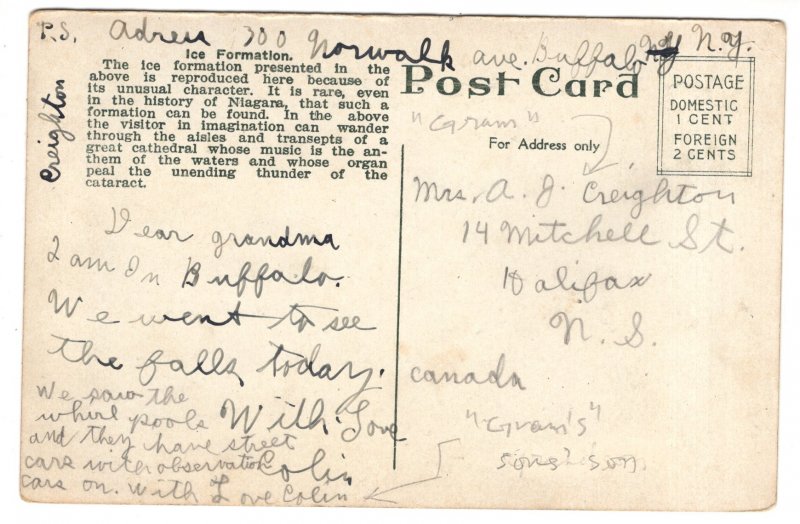 P.S. Adress 300 Norwalk ave. Buffalo N.Y.
Creighton
Ice Formation.
The ice formation presented in the
above is reproduced here because of
its unusual character. It is rare, even
in the history of Niagara, that such a
formation can be found. In the above
the visitor in imagination can wander
through the aisles and transepts of a
great cathedral whose music is the an-
them of the waters and whose organ
peal the unending thunder of the
cataract.
Dear grandma
I am In Buffalo.
We went to see
the falls today.
With Love
Colin
We saw the
whirl pools
and they have street
cars with observation
cars on. With Love Colin
Post Card
For Address only
POSTAGE
DOMESTIC
1 CENT
FOREIGN
2 CENTS
"Gram"
Mrs. A. J. Creighton
14 Mitchell St.
Halifax
N. S.
Canada
"Gram's"
son's son